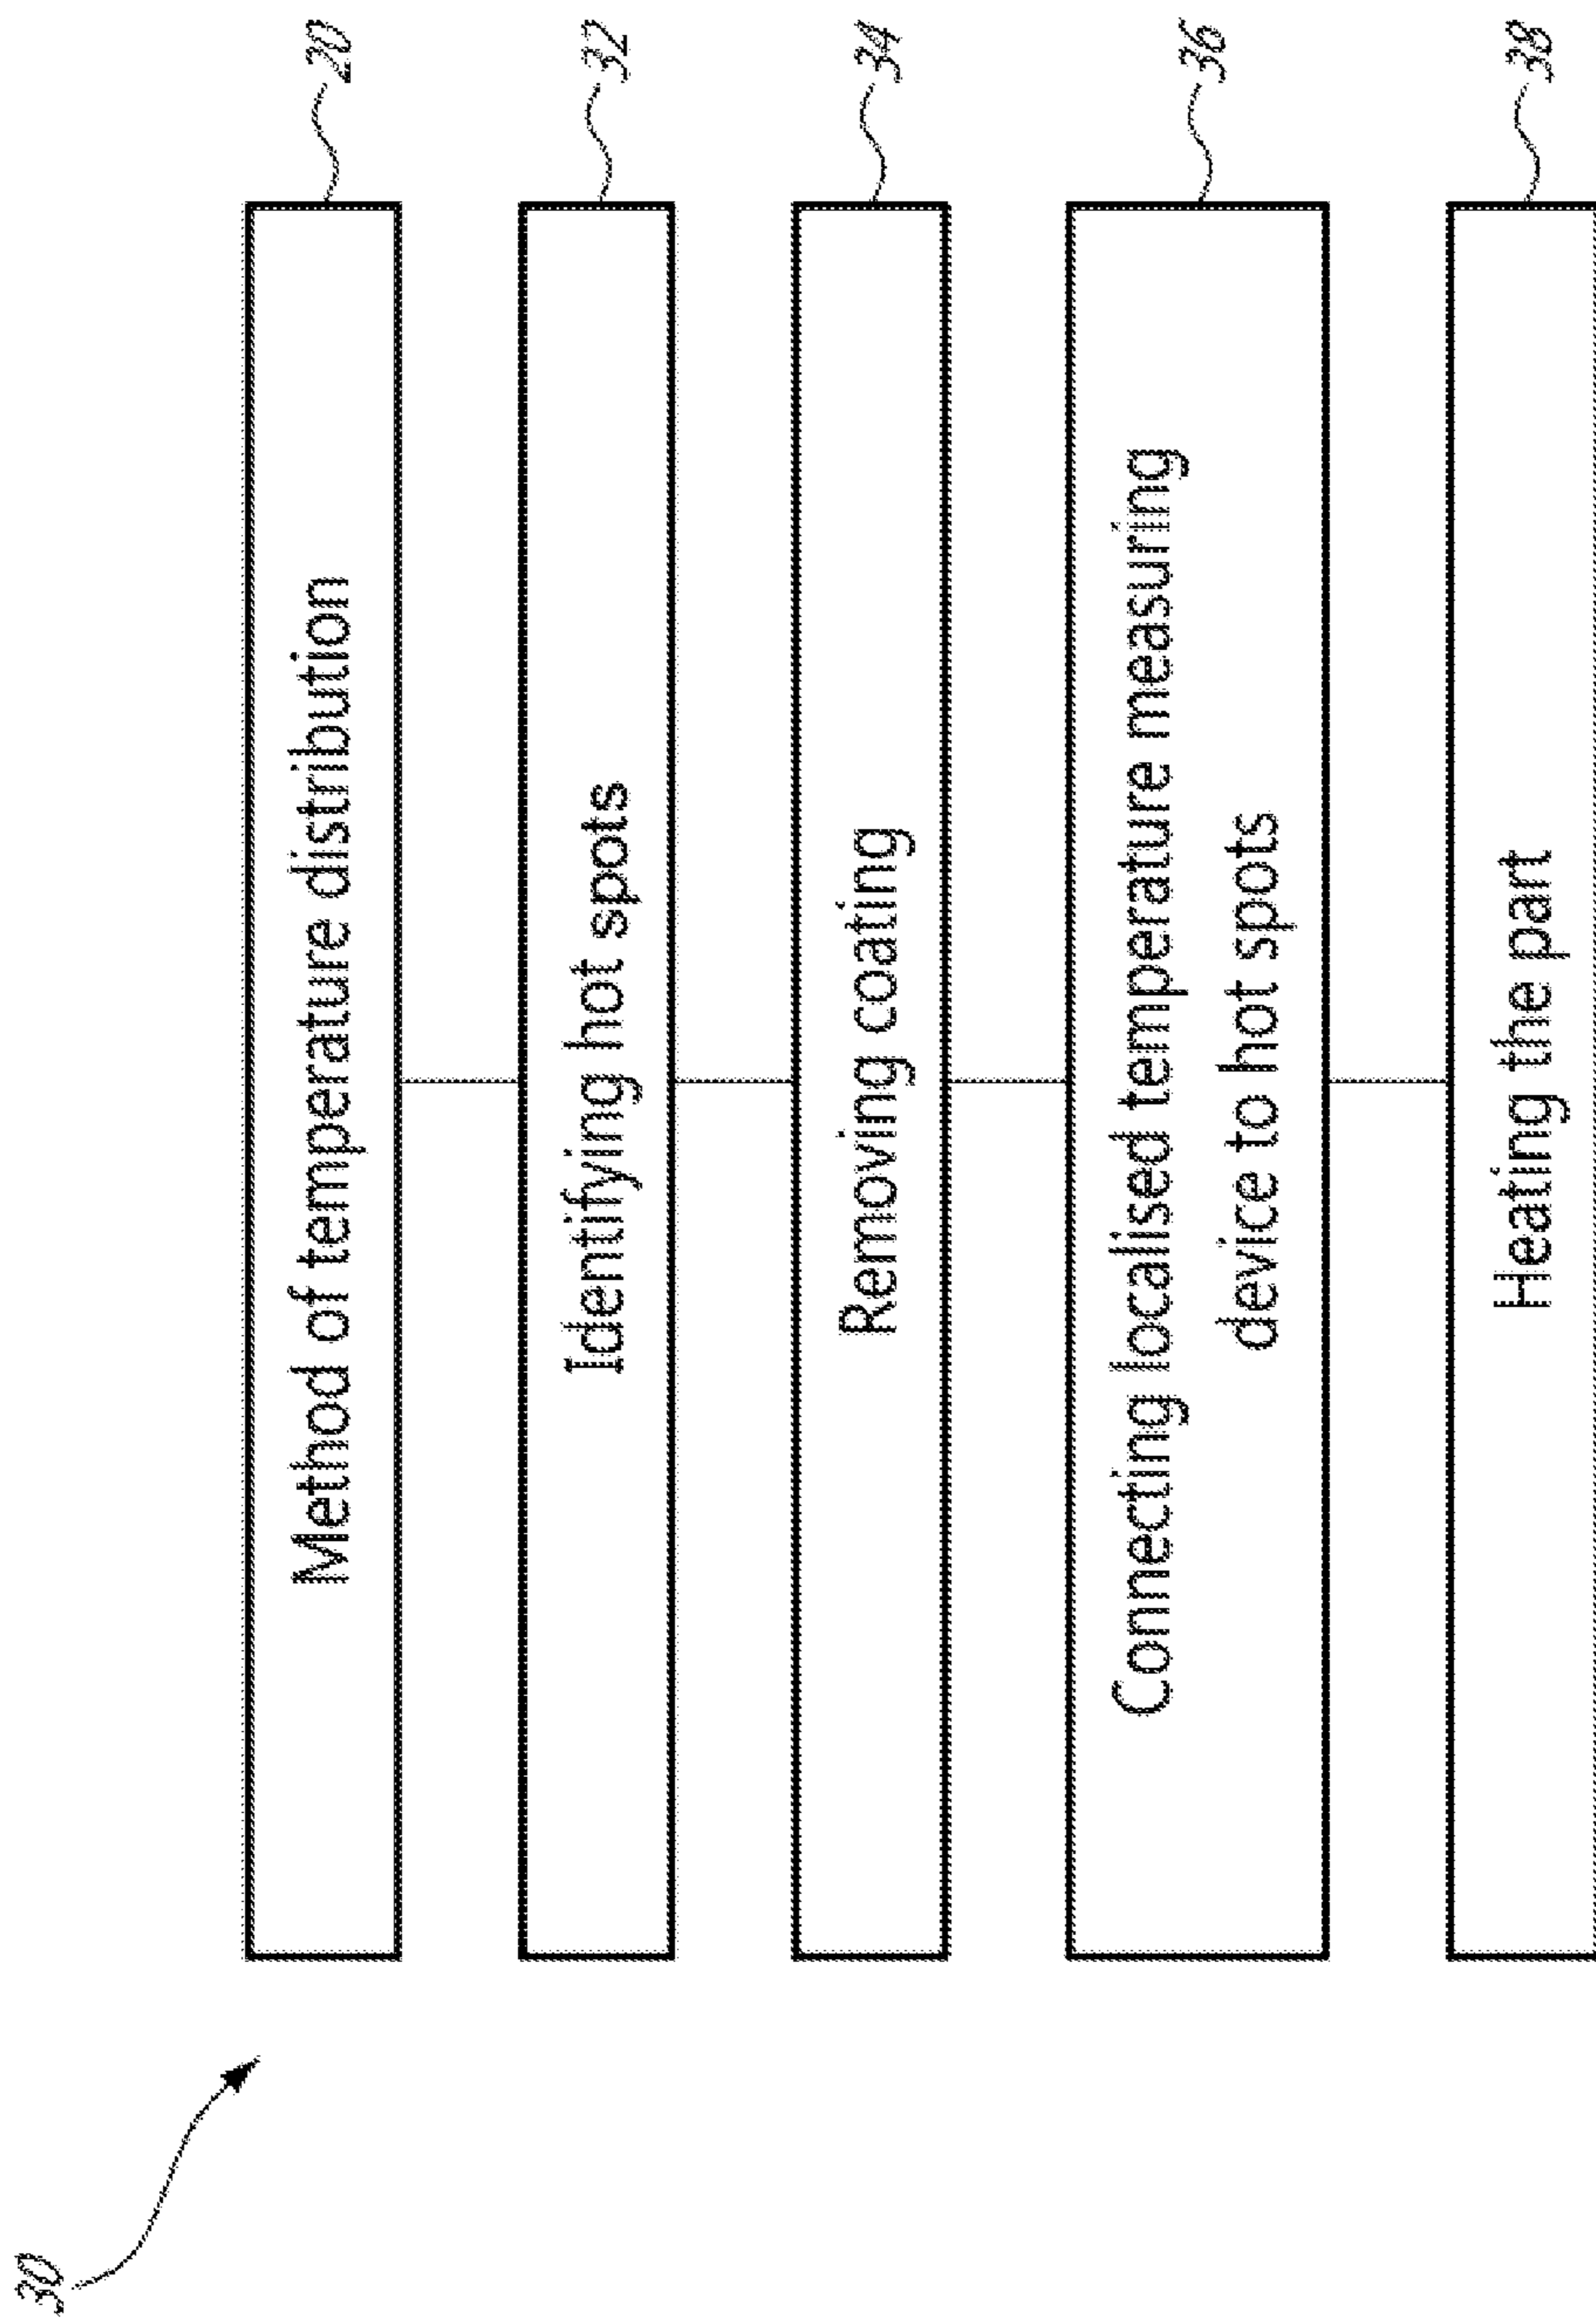 30
Method of temperature distribution
20
Identifying hot spots
32
Removing coating
34
Connecting localised temperature measuring
device to hot spots
36
Heating the part
38